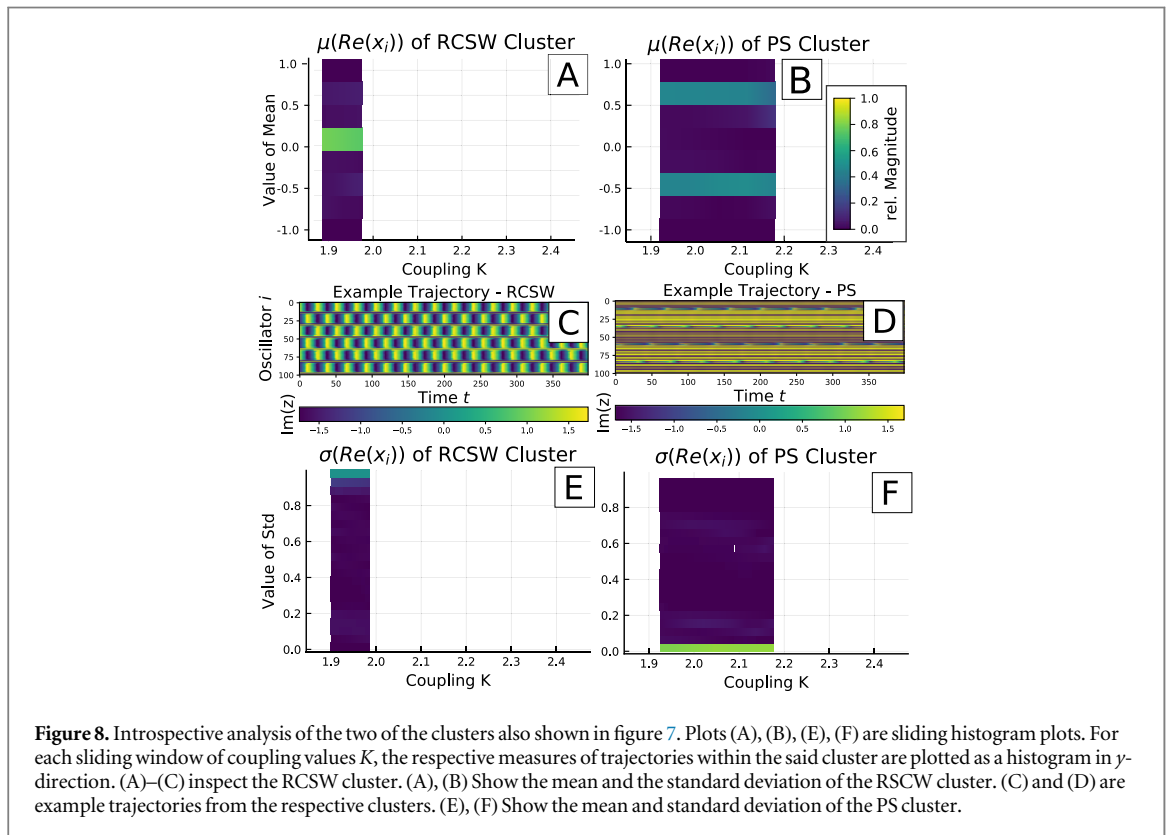 μ(Re(x_i)) of RCSW Cluster
μ(Re(x_i)) of PS Cluster
A
B
Value of Mean
1.0
0.5
0.0
-0.5
-1.0
1.9 2.0 2.1 2.2 2.3 2.4
Coupling K
1.0
0.5
0.0
-0.5
-1.0
1.9 2.0 2.1 2.2 2.3 2.4
Coupling K
1.0
0.8
0.6
0.4
0.2
0.0
rel. Magnitude
Example Trajectory - RCSW
Example Trajectory - PS
C
D
Oscillator i
0
25
50
75
100
0 50 100 150 200 250 300 350
Time t
0
25
50
75
100
0 50 100 150 200 250 300 350
Time t
Im(z)
−1.5 −1.0 −0.5 0.0 0.5 1.0 1.5
−1.5 −1.0 −0.5 0.0 0.5 1.0 1.5
σ(Re(x_i)) of RCSW Cluster
σ(Re(x_i)) of PS Cluster
E
F
Value of Std
0.8
0.6
0.4
0.2
0.0
1.9 2.0 2.1 2.2 2.3 2.4
Coupling K
0.8
0.6
0.4
0.2
0.0
1.9 2.0 2.1 2.2 2.3 2.4
Coupling K
Figure 8. Introspective analysis of the two of the clusters also shown in figure 7. Plots (A), (B), (E), (F) are sliding histogram plots. For
each sliding window of coupling values K, the respective measures of trajectories within the said cluster are plotted as a histogram in y-
direction. (A)–(C) inspect the RCSW cluster. (A), (B) Show the mean and the standard deviation of the RSCW cluster. (C) and (D) are
example trajectories from the respective clusters. (E), (F) Show the mean and standard deviation of the PS cluster.